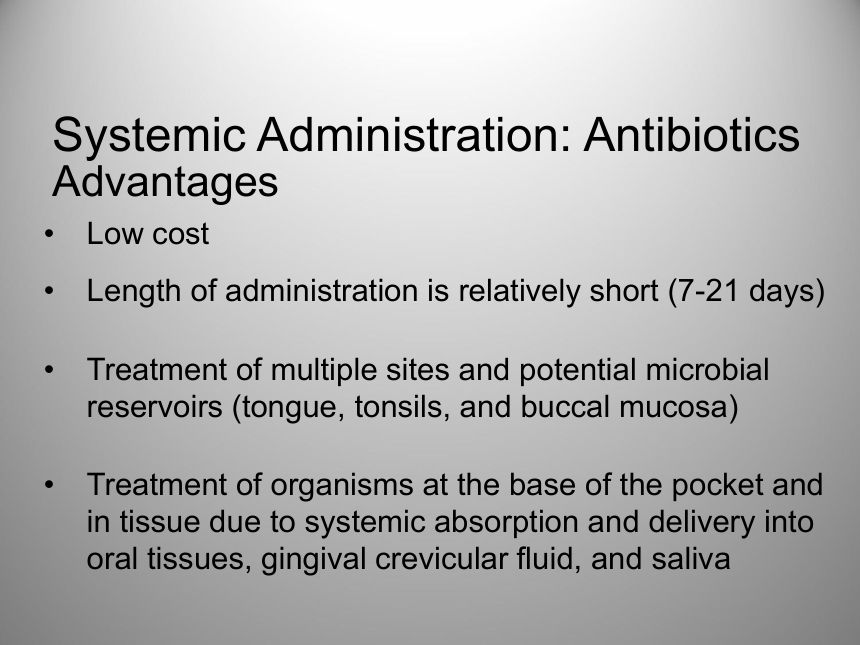 Systemic Administration: Antibiotics
Advantages
• Low cost
• Length of administration is relatively short (7-21 days)
• Treatment of multiple sites and potential microbial
reservoirs (tongue, tonsils, and buccal mucosa)
• Treatment of organisms at the base of the pocket and
in tissue due to systemic absorption and delivery into
oral tissues, gingival crevicular fluid, and saliva